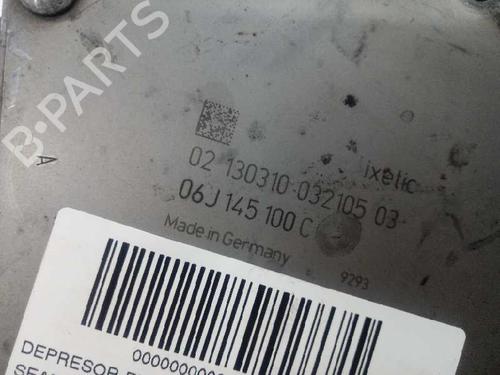 B-PARTS
ixetic
02 130310 032105 03
06J 145 100 C
Made in Germany
A
9293
DEPRESOR